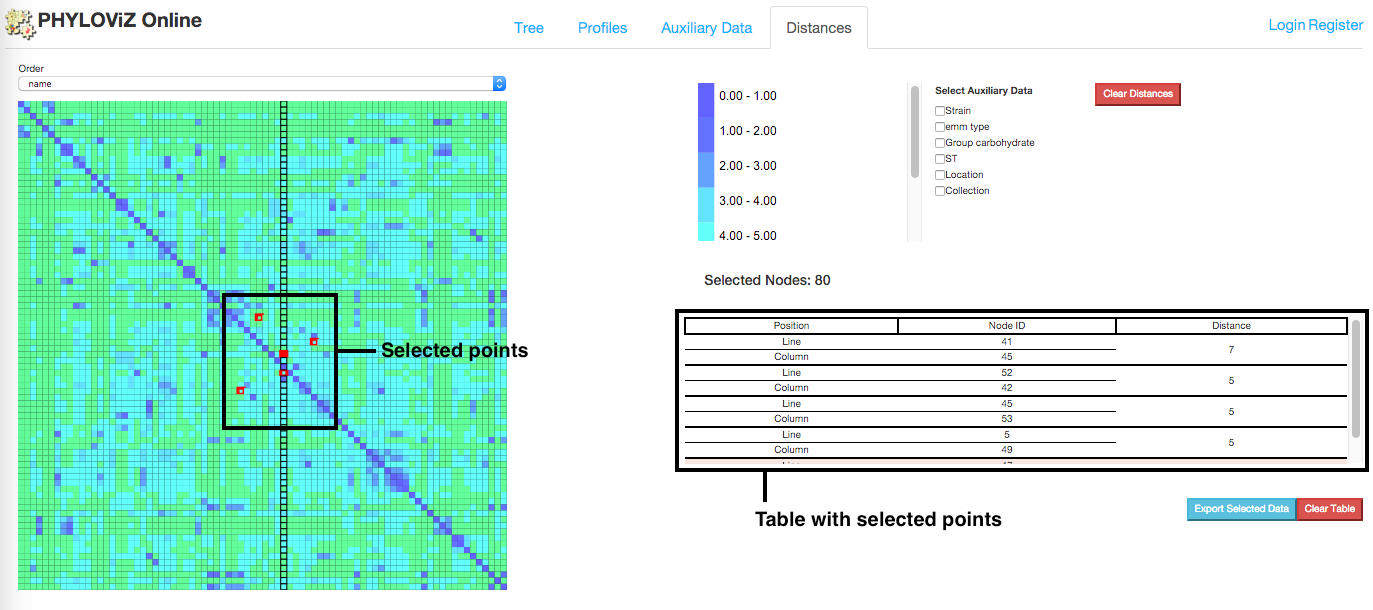 PHYLOViZ Online
Tree Profiles Auxiliary Data Distances
Login Register
Order
name
0.00 - 1.00
1.00 - 2.00
2.00 - 3.00
3.00 - 4.00
4.00 - 5.00
Select Auxiliary Data
Strain
emm type
Group carbohydrate
ST
Location
Collection
Clear Distances
Selected points
Selected Nodes: 80
Position Node ID Distance
Line 41
7
Column 45
Line 52
5
Column 42
Line 45
5
Column 53
Line 5
5
Column 49
Export Selected Data Clear Table
Table with selected points